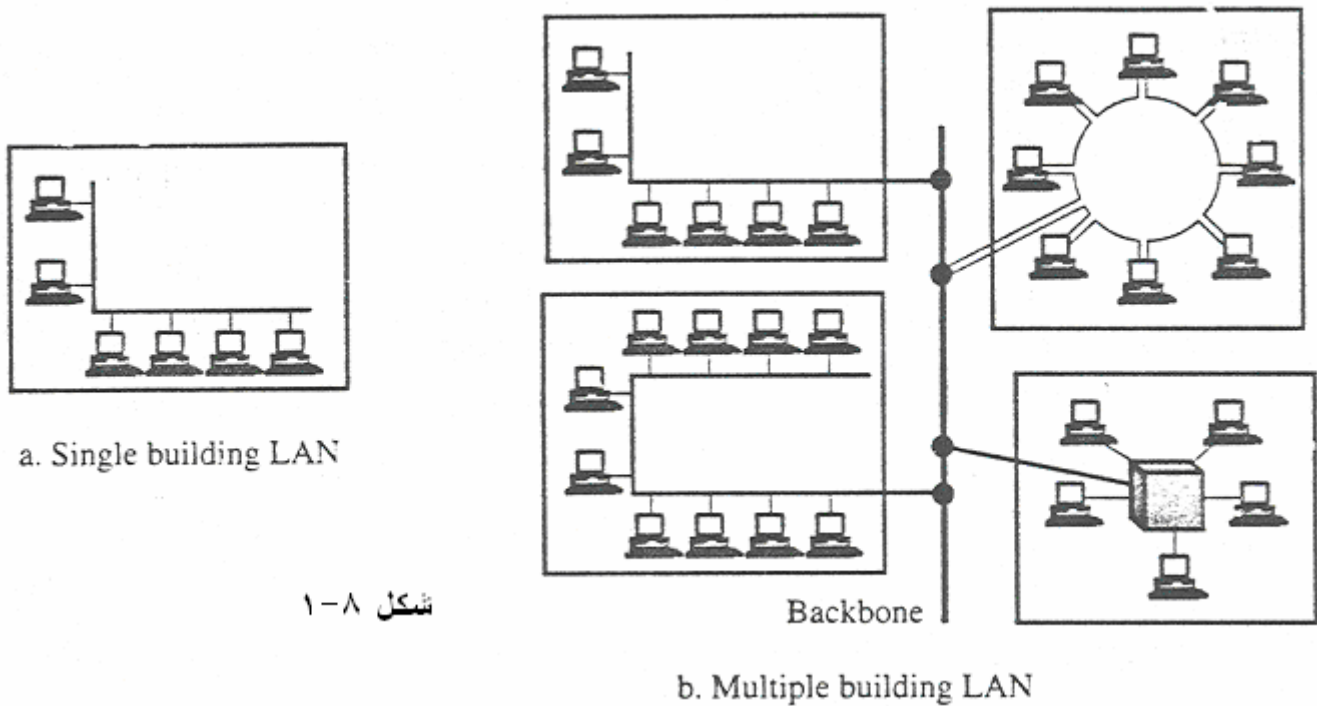 a. Single building LAN
شكل ٨-١
Backbone
b. Multiple building LAN